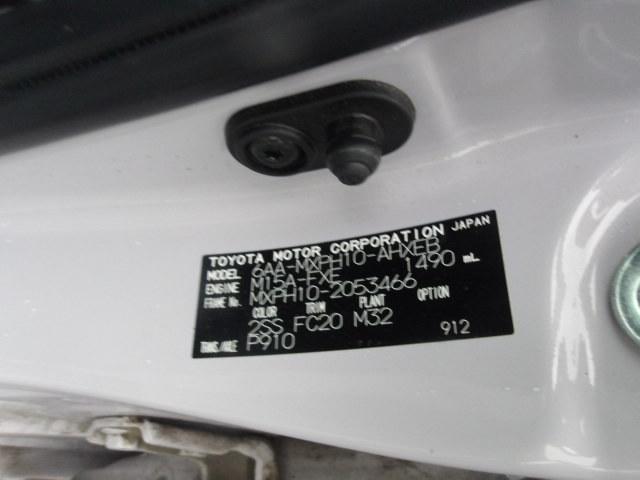 TOYOTA MOTOR CORPORATION JAPAN
MODEL 6AA-MXPH10-AHXEB
ENGINE M15A-FXE 1490 mL
FRAME No. MXPH10-2053466
COLOR TRIM PLANT OPTION
2SS FC20 M32
TRANS/AXLE P910 912